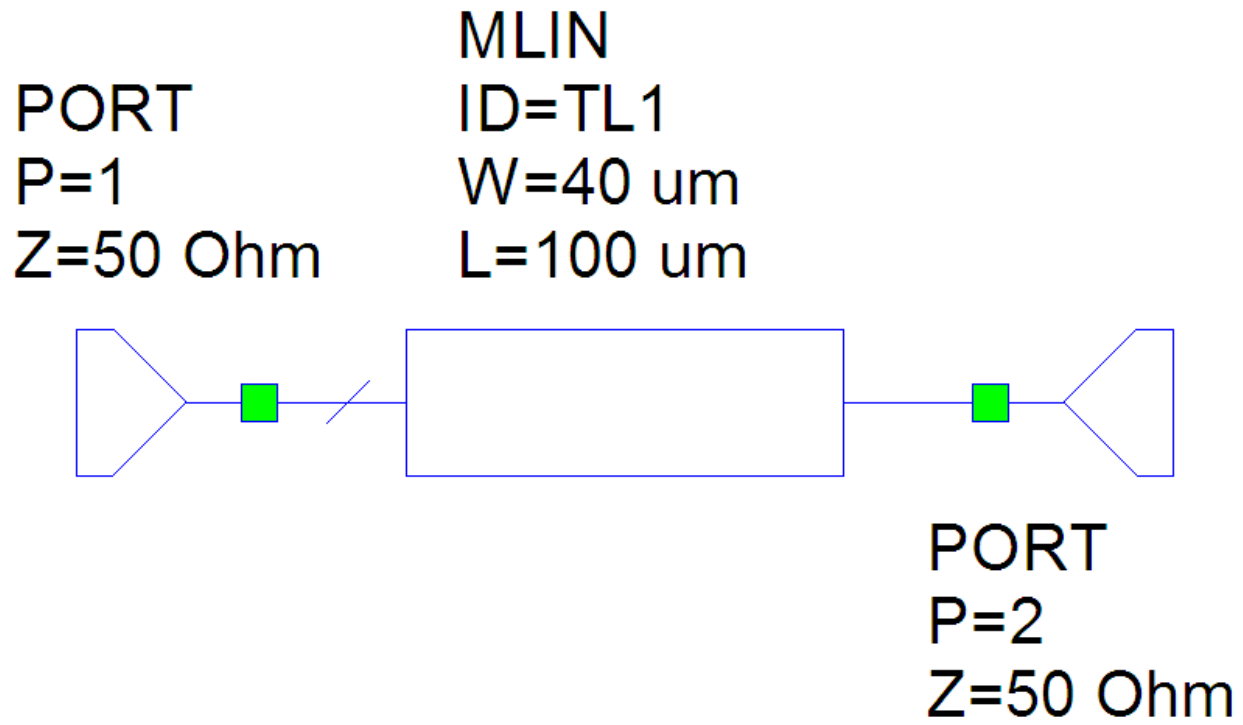 PORT
P=1
Z=50 Ohm
MLIN
ID=TL1
W=40 um
L=100 um
PORT
P=2
Z=50 Ohm